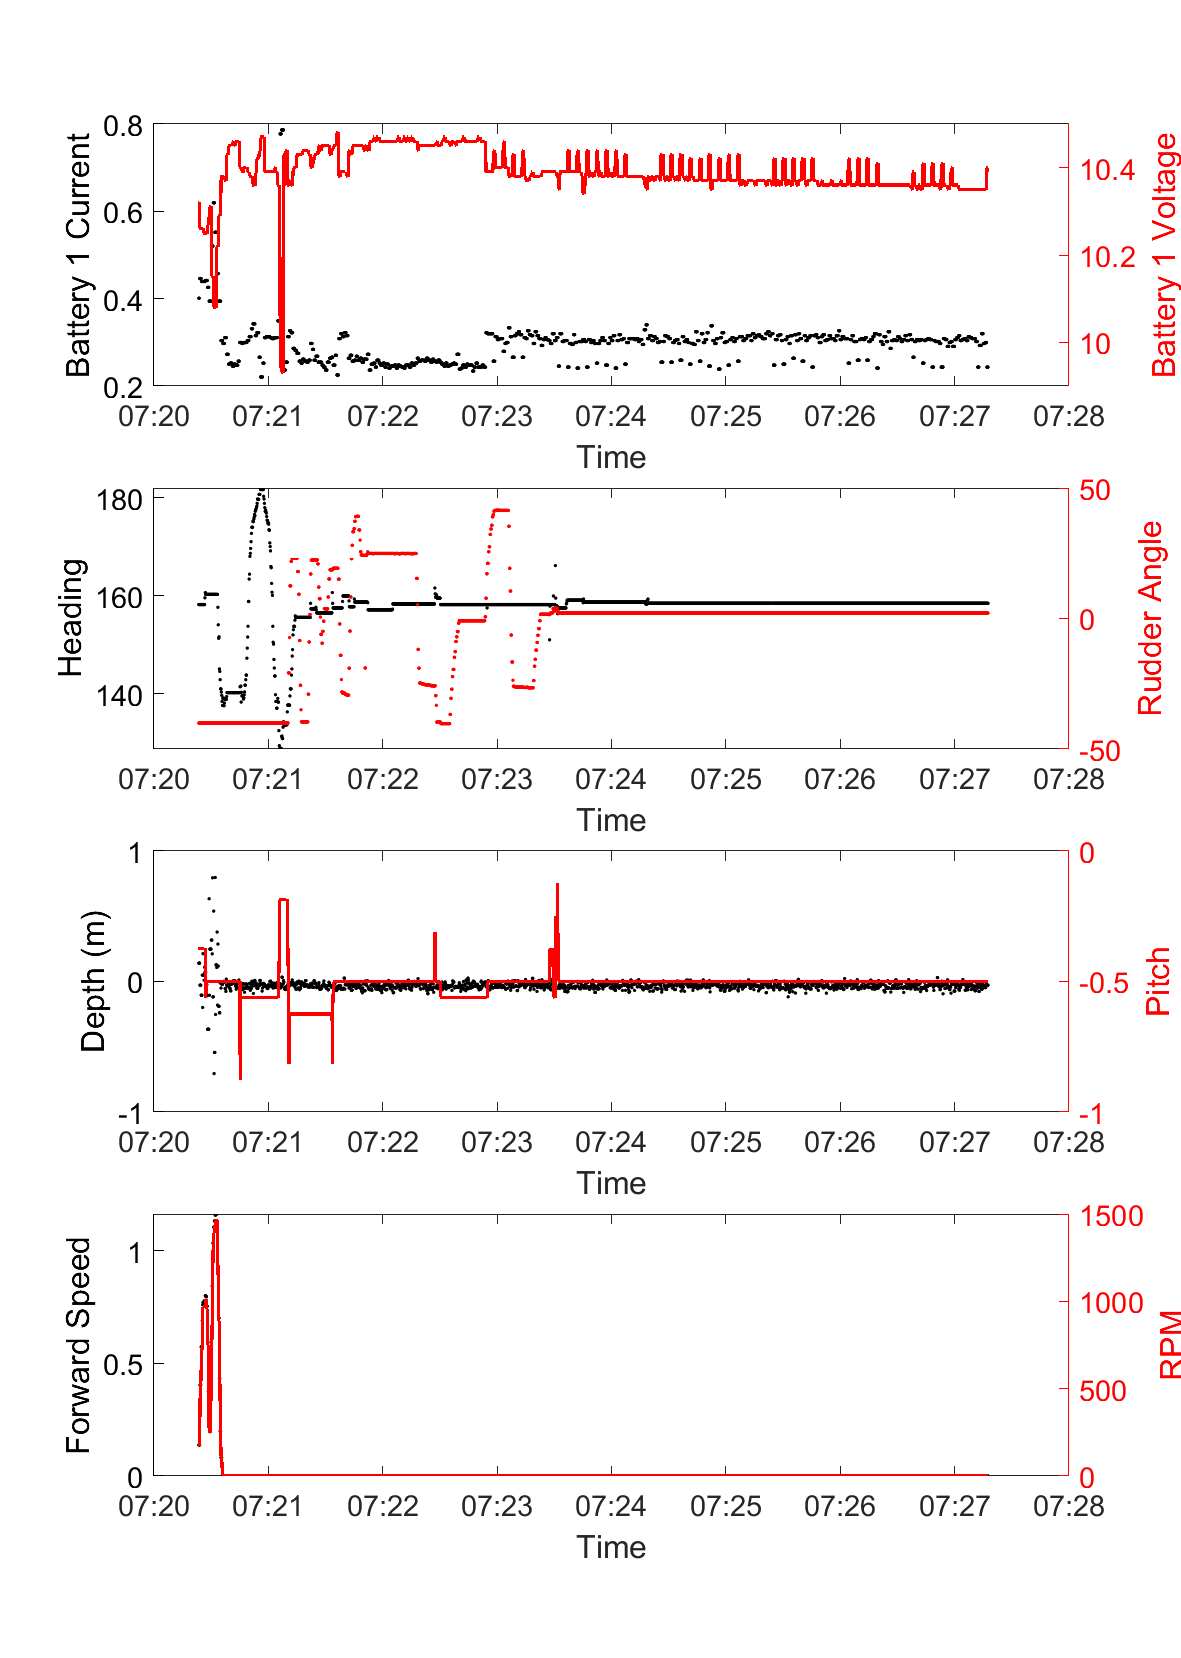 0.8
0.6
0.4
0.2
Battery 1 Current
10.4
10.2
10
Battery 1 Voltage
07:20 07:21 07:22 07:23 07:24 07:25 07:26 07:27 07:28
Time
180
160
140
Heading
50
0
-50
Rudder Angle
07:20 07:21 07:22 07:23 07:24 07:25 07:26 07:27 07:28
Time
1
0
-1
Depth (m)
0
-0.5
-1
Pitch
07:20 07:21 07:22 07:23 07:24 07:25 07:26 07:27 07:28
Time
1
0.5
0
Forward Speed
1500
1000
500
0
RPM
07:20 07:21 07:22 07:23 07:24 07:25 07:26 07:27 07:28
Time